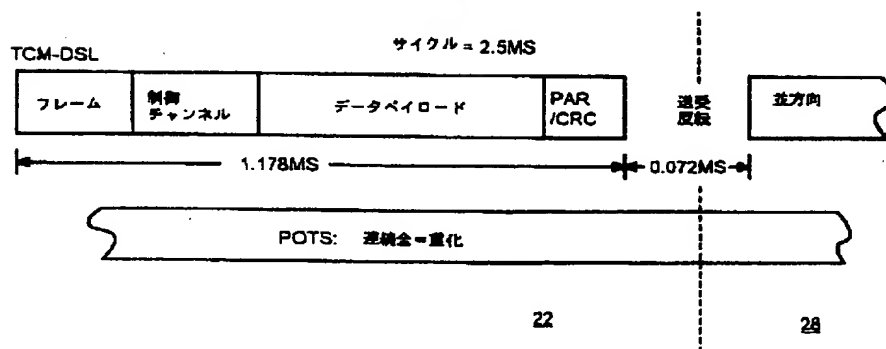 TCM-DSL
サイクル = 2.5MS
フレーム
制御
チャンネル
データペイロード
PAR
/CRC
送受
反転
並方向
1.178MS
0.072MS
POTS: 連続全二重化
22
28